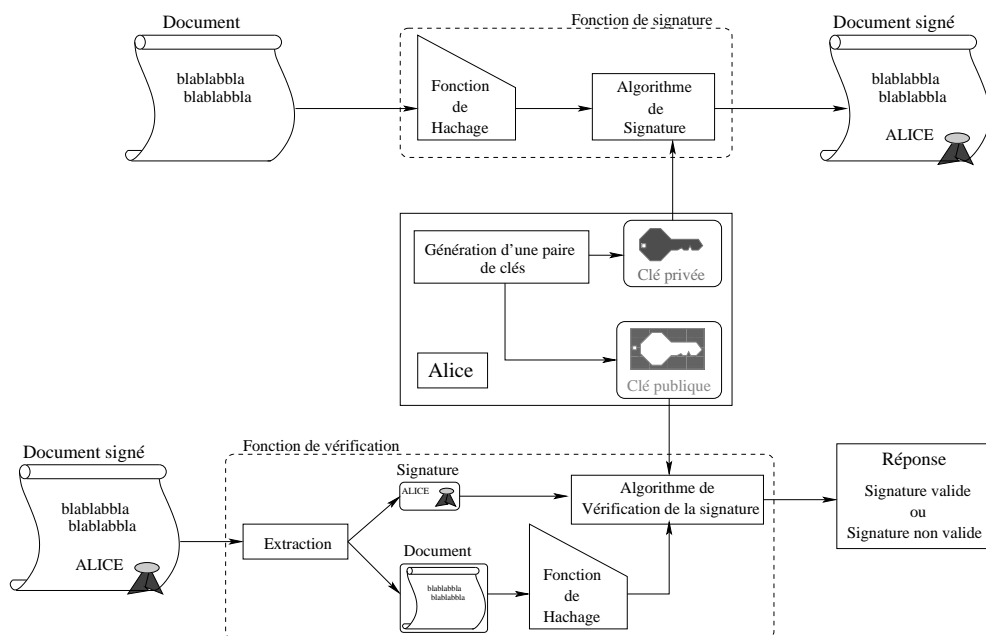 Document
Fonction de signature
Document signé
blablabbla
blablabbla
Fonction
de
Hachage
Algorithme
de
Signature
blablabbla
blablabbla
ALICE
Génération d'une paire
de clés
Clé privée
Alice
Clé publique
Document signé
blablabbla
blablabbla
ALICE
Fonction de vérification
Extraction
Signature
ALICE
Document
blablabbla
blablabbla
Fonction
de
Hachage
Algorithme de
Vérification de la signature
Réponse
Signature valide
ou
Signature non valide